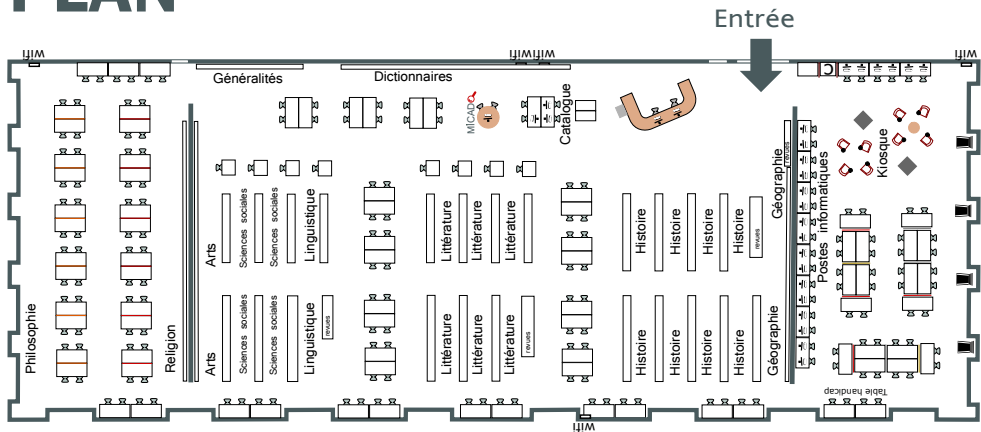 PLAN
Entrée
wifi
wifi wifi
wifi
Généralités
Dictionnaires
MICADO
Catalogue
Kiosque
Géographie
revues
Postes informatiques
Arts
Sciences sociales
Sciences sociales
Linguistique
Littérature
Littérature
Littérature
Histoire
Histoire
Histoire
Histoire
revues
Philosophie
Religion
Arts
Sciences sociales
Sciences sociales
Linguistique
revues
Littérature
Littérature
Littérature
revues
Histoire
Histoire
Histoire
Histoire
Géographie
Table handicap
wifi